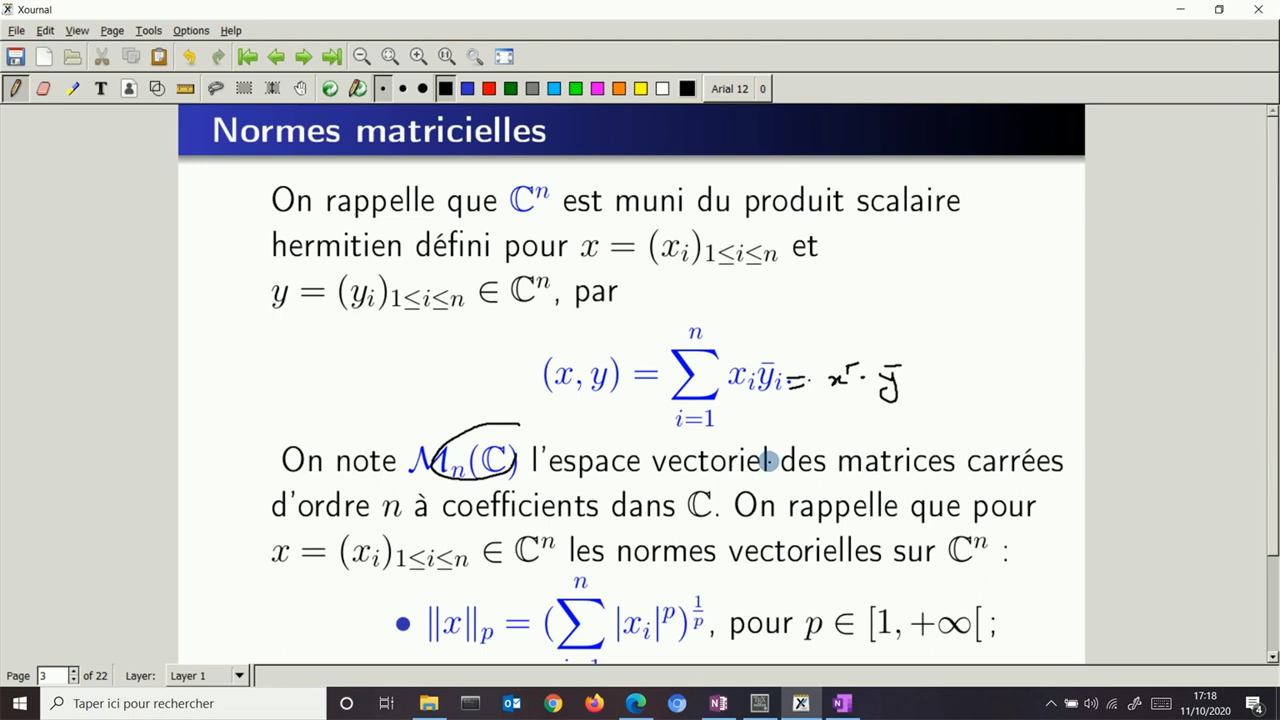 Xournal
File Edit View Page Tools Options Help
Arial 12 0
Normes matricielles
On rappelle que ℂⁿ est muni du produit scalaire
hermitien défini pour x = (xᵢ)₁≤ᵢ≤ₙ et
y = (yᵢ)₁≤ᵢ≤ₙ ∈ ℂⁿ, par
(x, y) = ∑ᵢ₌₁ⁿ xᵢȳᵢ. = xᵀ · ȳ
On note ℳₙ(ℂ) l'espace vectoriel des matrices carrées
d'ordre n à coefficients dans ℂ. On rappelle que pour
x = (xᵢ)₁≤ᵢ≤ₙ ∈ ℂⁿ les normes vectorielles sur ℂⁿ :
• ‖x‖ₚ = (∑ᵢ₌₁ⁿ |xᵢ|ᵖ)^(1/p), pour p ∈ [1, +∞[ ;
Page 3 of 22 Layer: Layer 1
Taper ici pour rechercher
17:18
11/10/2020
4